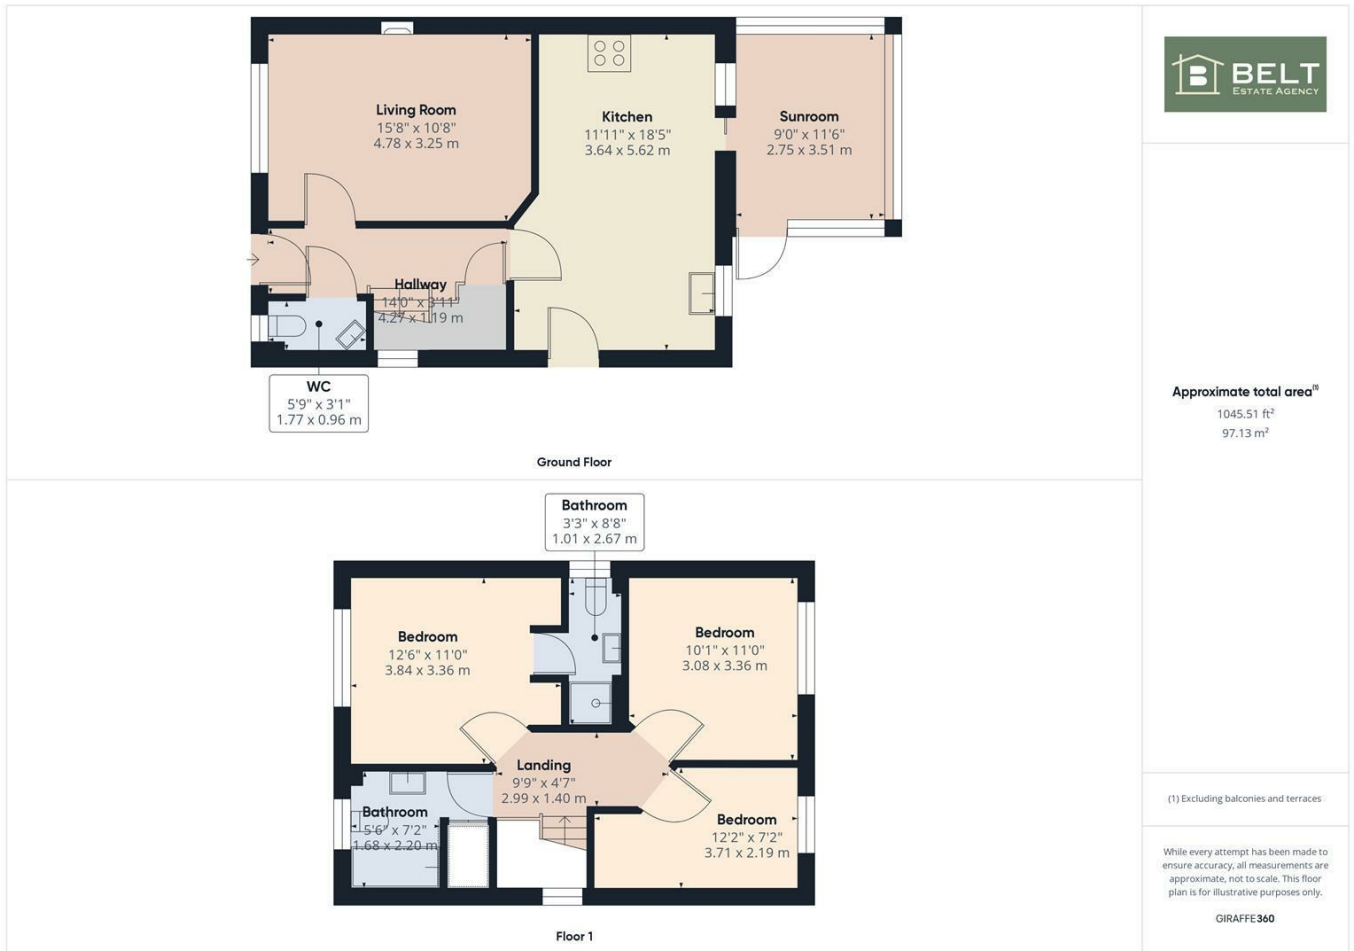 Living Room
15'8" x 10'8"
4.78 x 3.25 m
Kitchen
11'11" x 18'5"
3.64 x 5.62 m
Sunroom
9'0" x 11'6"
2.75 x 3.51 m
Hallway
14'0" x 3'11"
4.27 x 1.19 m
WC
5'9" x 3'1"
1.77 x 0.96 m
Ground Floor
Bathroom
3'3" x 8'8"
1.01 x 2.67 m
Bedroom
12'6" x 11'0"
3.84 x 3.36 m
Bedroom
10'1" x 11'0"
3.08 x 3.36 m
Landing
9'9" x 4'7"
2.99 x 1.40 m
Bathroom
5'6" x 7'2"
1.68 x 2.20 m
Bedroom
12'2" x 7'2"
3.71 x 2.19 m
Floor 1
B BELT
ESTATE AGENCY
Approximate total area⁽¹⁾
1045.51 ft²
97.13 m²
(1) Excluding balconies and terraces
While every attempt has been made to
ensure accuracy, all measurements are
approximate, not to scale. This floor
plan is for illustrative purposes only.
GIRAFFE360